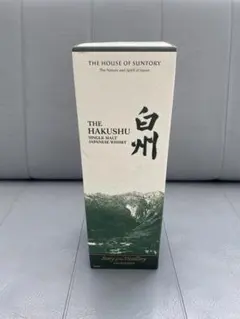 THE HOUSE OF SUNTORY
The Nature and Spirit of Japan
白州
THE
HAKUSHU
SINGLE MALT
JAPANESE WHISKY